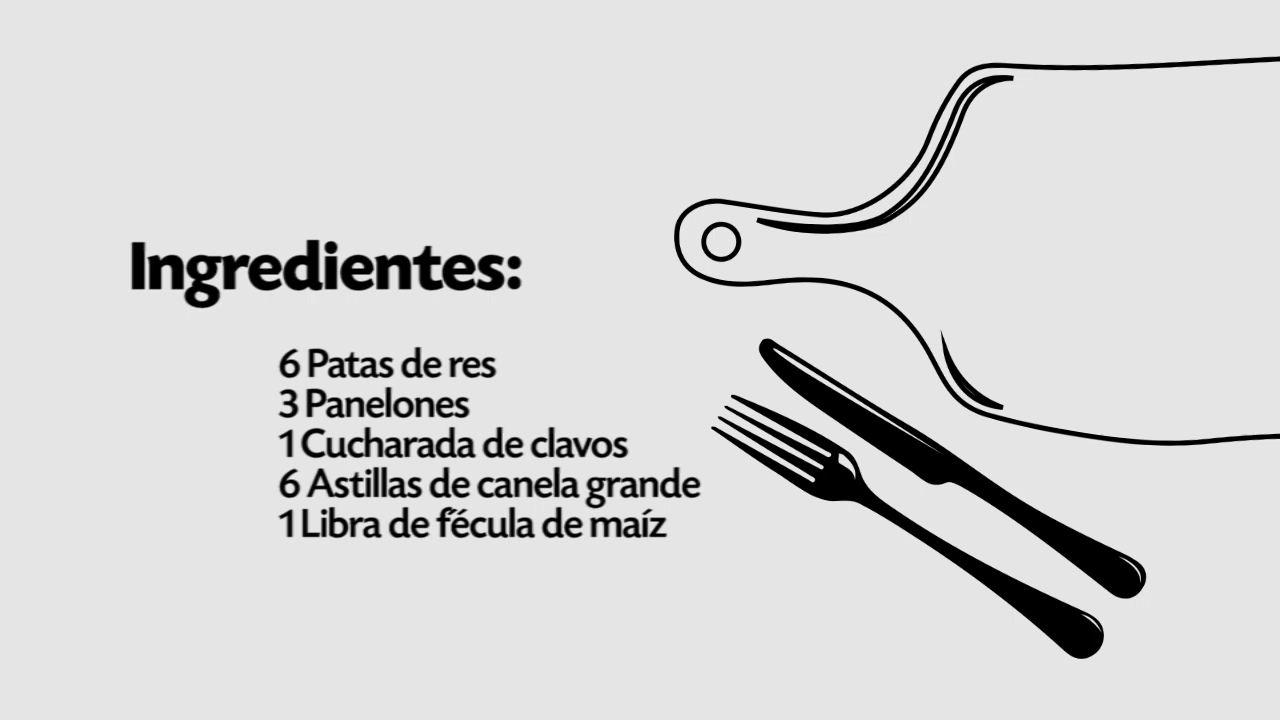 Ingredientes:
6 Patas de res
3 Panelones
1 Cucharada de clavos
6 Astillas de canela grande
1 Libra de fécula de maíz